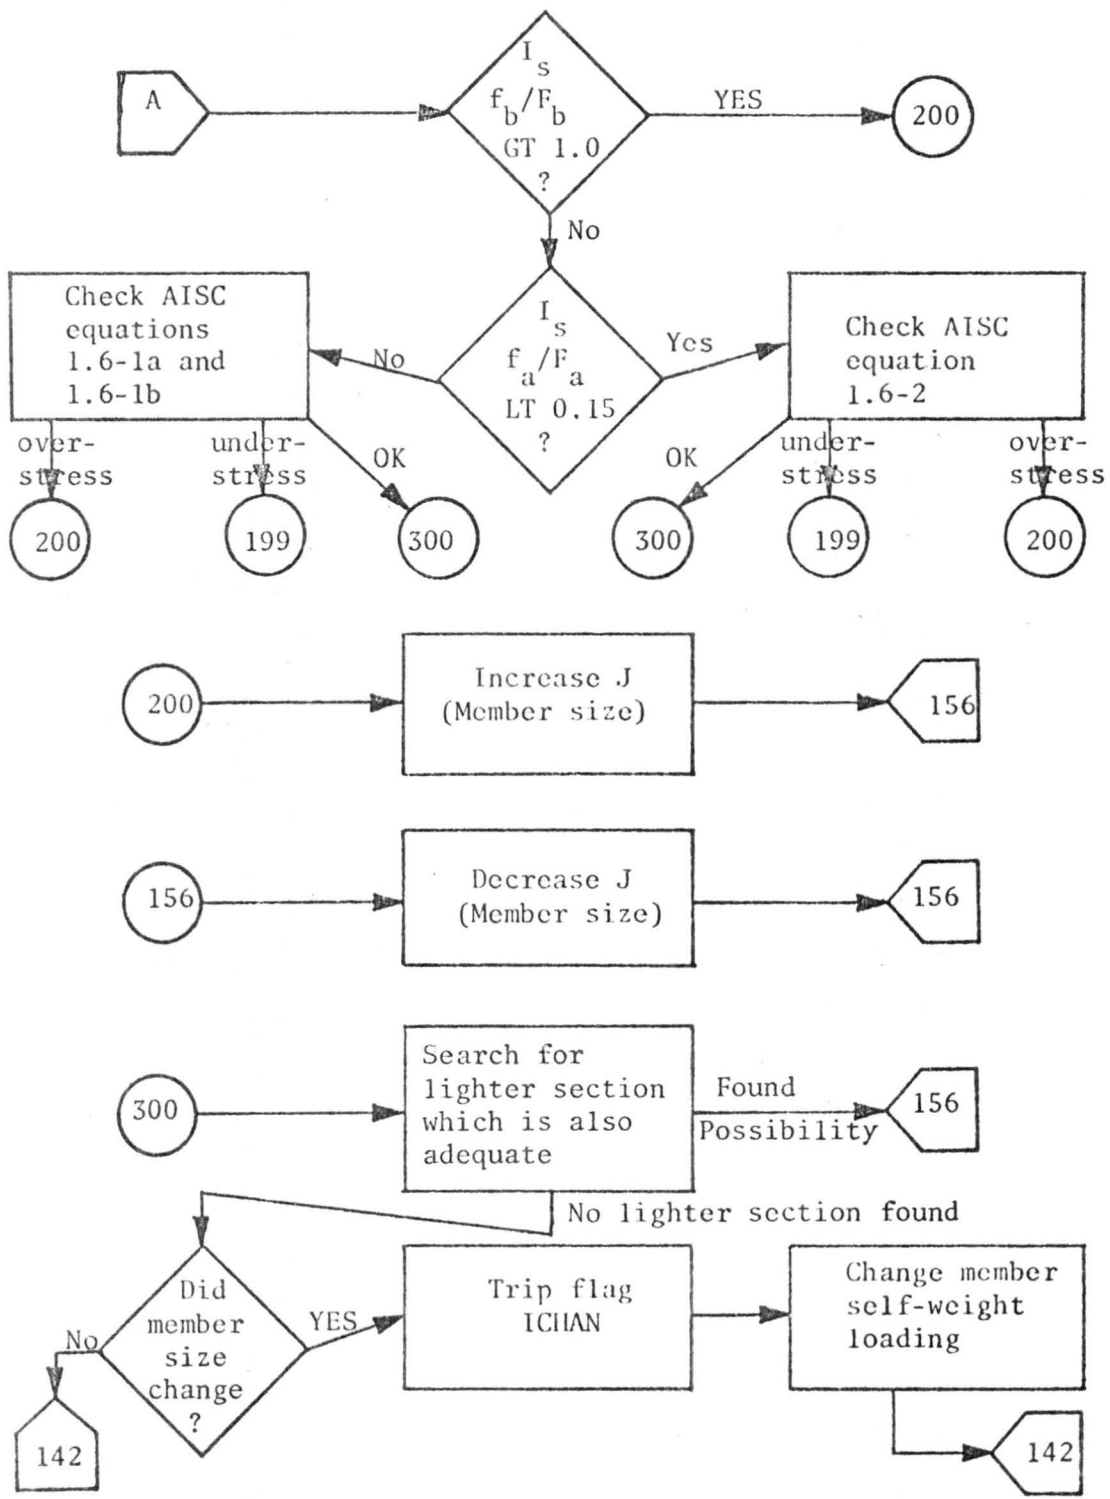 A
Is
fb/Fb
GT 1.0
?
YES
200
No
Check AISC
equations
1.6-1a and
1.6-1b
No
Is
fa/Fa
LT 0.15
?
Yes
Check AISC
equation
1.6-2
over-
stress
under-
stress
OK
OK
under-
stress
over-
stress
200
199
300
300
199
200
200
Increase J
(Member size)
156
156
Decrease J
(Member size)
156
300
Search for
lighter section
which is also
adequate
Found
Possibility
156
No lighter section found
Did
member
size
change
?
No
YES
Trip flag
ICHAN
Change member
self-weight
loading
142
142